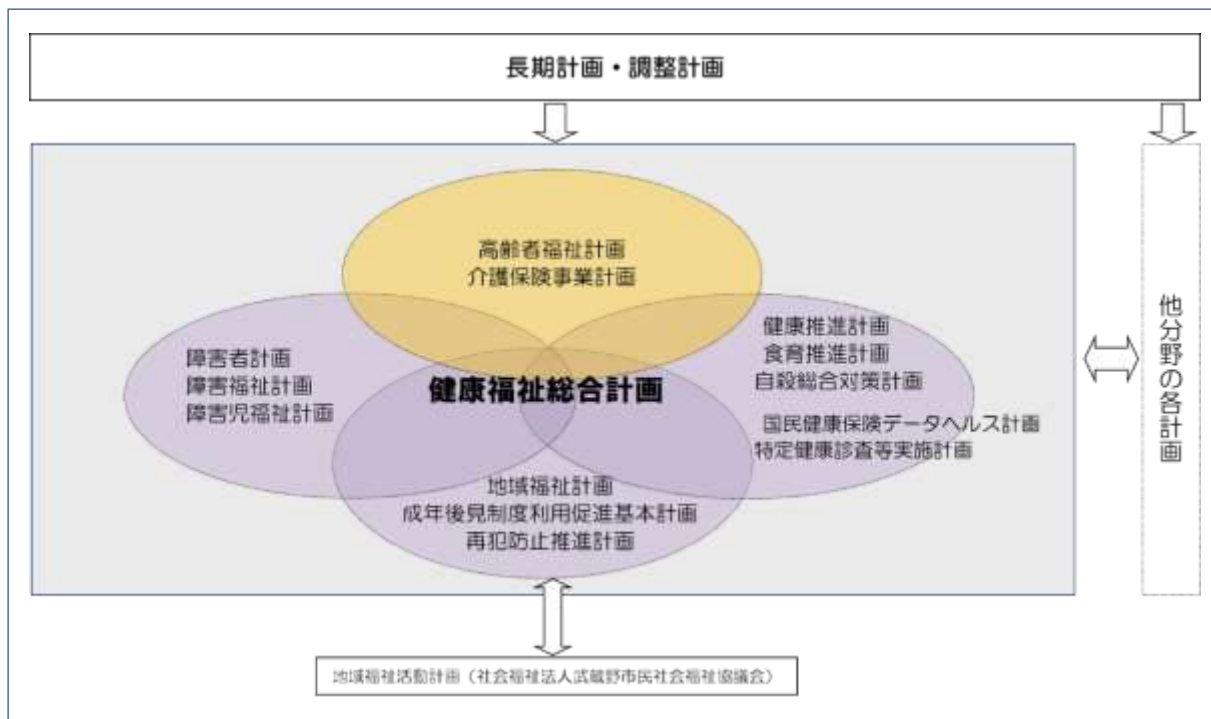 長期計画・調整計画
高齢者福祉計画
介護保険事業計画
障害者計画
障害福祉計画
障害児福祉計画
健康福祉総合計画
健康推進計画
食育推進計画
自殺総合対策計画
国民健康保険データヘルス計画
特定健康診査等実施計画
地域福祉計画
成年後見制度利用促進基本計画
再犯防止推進計画
他分野の各計画
地域福祉活動計画（社会福祉法人武蔵野市民社会福祉協議会）